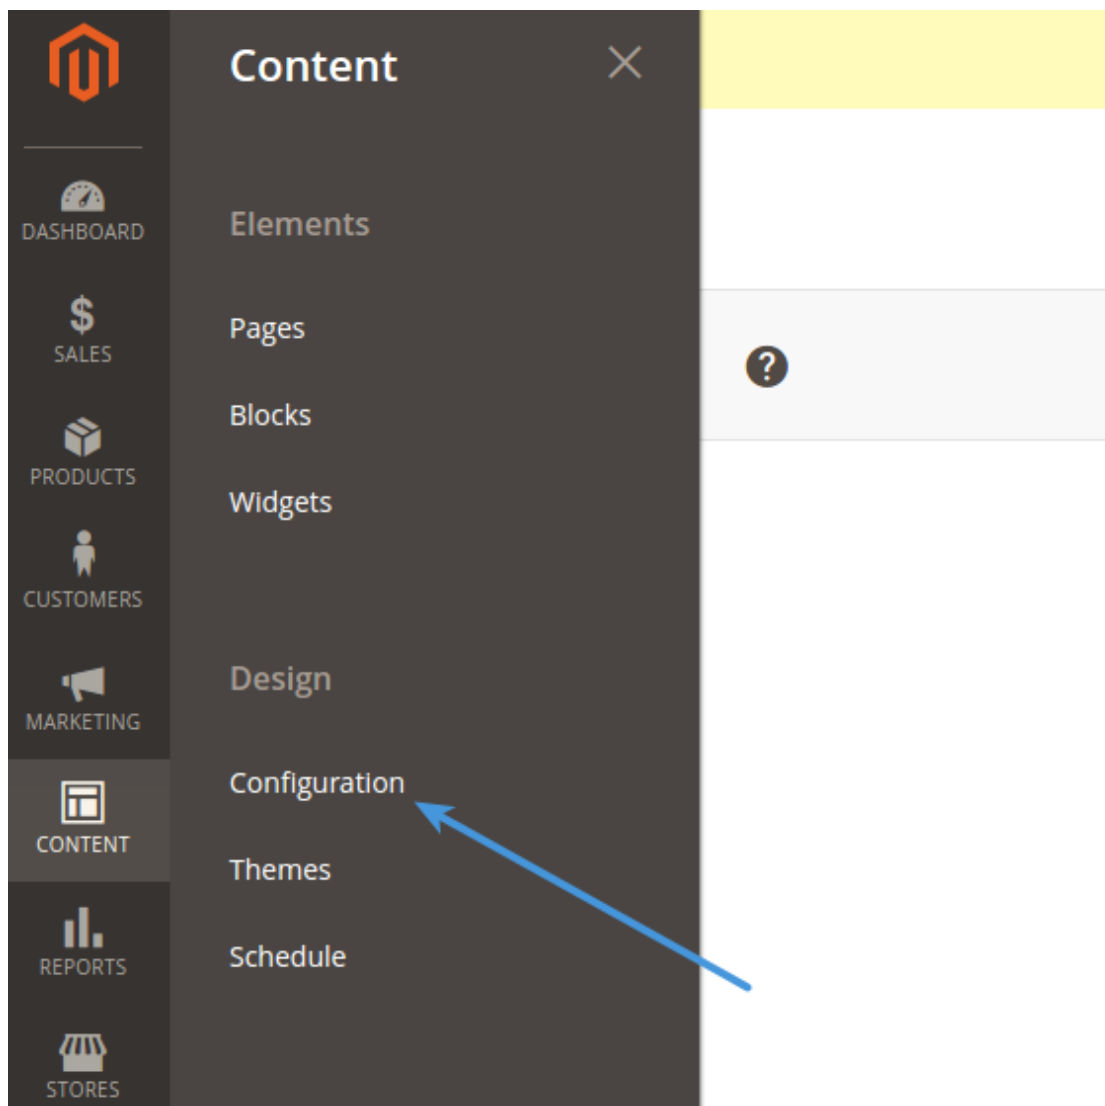 DASHBOARD
SALES
PRODUCTS
CUSTOMERS
MARKETING
CONTENT
REPORTS
STORES
Content
Elements
Pages
Blocks
Widgets
Design
Configuration
Themes
Schedule
?